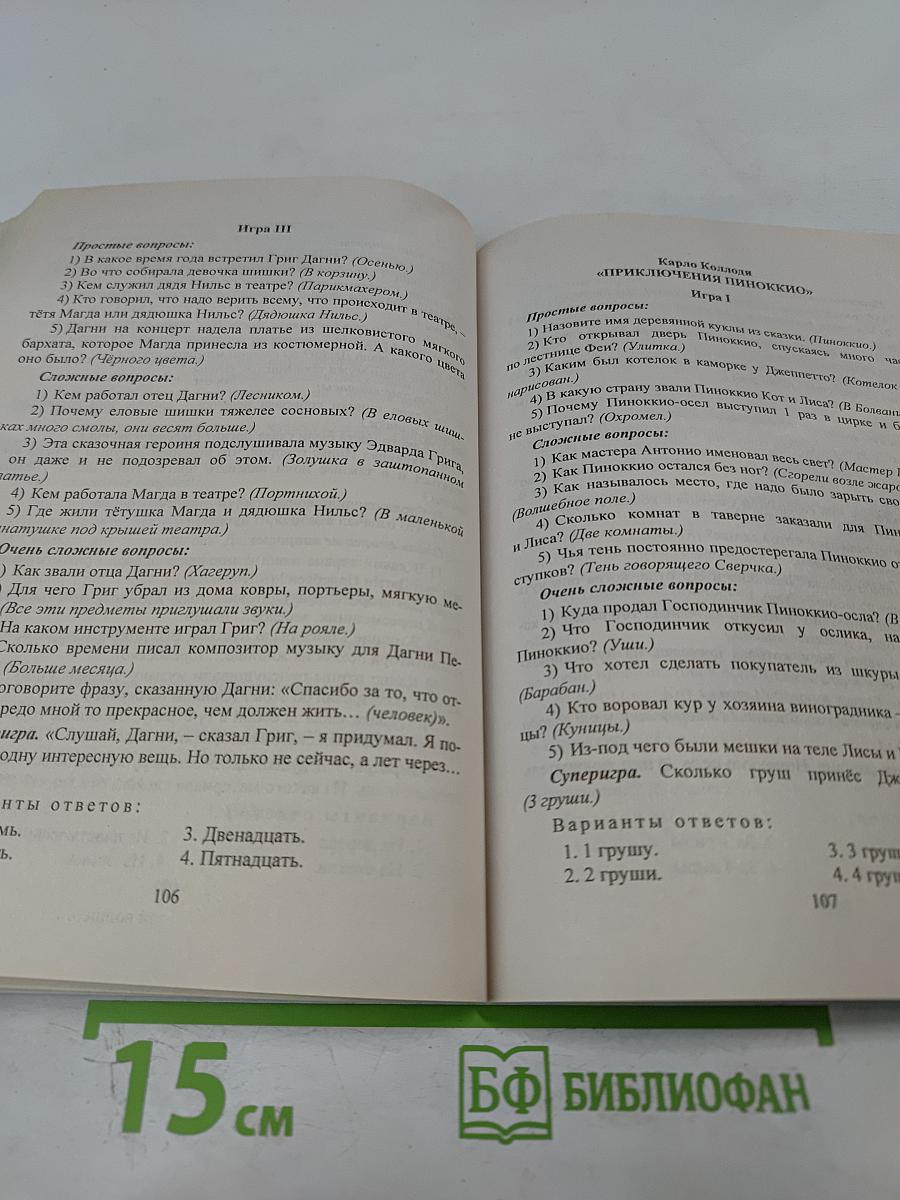 Игра III
Простые вопросы:
1) В какое время года встретил Григ Дагни? (Осенью.)
2) Во что собирала девочка шишки? (В корзину.)
3) Кем служил дядя Нильс в театре? (Парикмахером.)
4) Кто говорил, что надо верить всему, что происходит в театре, –
тётя Магда или дядюшка Нильс? (Дядюшка Нильс.)
5) Дагни на концерт надела платье из шелковистого мягкого
бархата, которое Магда принесла из костюмерной. А какого цвета
оно было? (Чёрного цвета.)
Сложные вопросы:
1) Кем работал отец Дагни? (Лесником.)
2) Почему еловые шишки тяжелее сосновых? (В еловых шиш-
ках много смолы, они весят больше.)
3) Эта сказочная героиня подслушивала музыку Эдварда Грига,
он даже и не подозревал об этом. (Золушка в заштопанном
латье.)
4) Кем работала Магда в театре? (Портнихой.)
5) Где жили тётушка Магда и дядюшка Нильс? (В маленькой
натушке под крышей театра.)
Очень сложные вопросы:
) Как звали отца Дагни? (Хагеруп.)
) Для чего Григ убрал из дома ковры, портьеры, мягкую ме-
(Все эти предметы приглушали звуки.)
На каком инструменте играл Григ? (На рояле.)
Сколько времени писал композитор музыку для Дагни Пе-
(Больше месяца.)
оговорите фразу, сказанную Дагни: «Спасибо за то, что от-
редо мной то прекрасное, чем должен жить... (человек)».
игра. «Слушай, Дагни, – сказал Григ, – я придумал. Я по-
одну интересную вещь. Но только не сейчас, а лет через...
нты ответов:
мь.
3. Двенадцать.
ь.
4. Пятнадцать.
106
Карло Коллоди
«ПРИКЛЮЧЕНИЯ ПИНОККИО»
Игра I
Простые вопросы:
1) Назовите имя деревянной куклы из сказки. (Пиноккио.)
2) Кто открывал дверь Пиноккио, спускаясь много ча
по лестнице Феи? (Улитка.)
3) Каким был котелок в каморке у Джеппетто? (Котелок
нарисован.)
4) В какую страну звали Пиноккио Кот и Лиса? (В Болван
5) Почему Пиноккио-осел выступил 1 раз в цирке и б
не выступал? (Охромел.)
Сложные вопросы:
1) Как мастера Антонио именовал весь свет? (Мастер
2) Как Пиноккио остался без ног? (Сгорели возле жаро
3) Как называлось место, где надо было зарыть сво
(Волшебное поле.)
4) Сколько комнат в таверне заказали для Пин
и Лиса? (Две комнаты.)
5) Чья тень постоянно предостерегала Пиноккио о
ступков? (Тень говорящего Сверчка.)
Очень сложные вопросы:
1) Куда продал Господинчик Пиноккио-осла? (В
2) Что Господинчик откусил у ослика, на
Пиноккио? (Уши.)
3) Что хотел сделать покупатель из шкуры
(Барабан.)
4) Кто воровал кур у хозяина виноградника –
цы? (Куницы.)
5) Из-под чего были мешки на теле Лисы и
Суперигра. Сколько груш принёс Дж
(3 груши.)
Варианты ответов:
1. 1 грушу.
3. 3 груш
2. 2 груши.
4. 4 груш
107
15 см
БФ БИБЛИОФАН